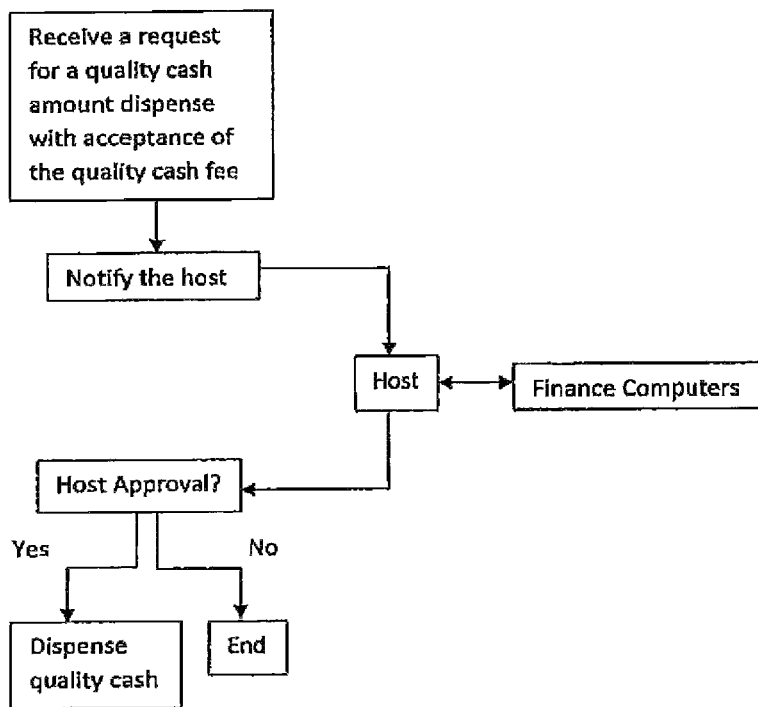 Receive a request
for a quality cash
amount dispense
with acceptance of
the quality cash fee
Notify the host
Host
Finance Computers
Host Approval?
Yes
No
Dispense
quality cash
End